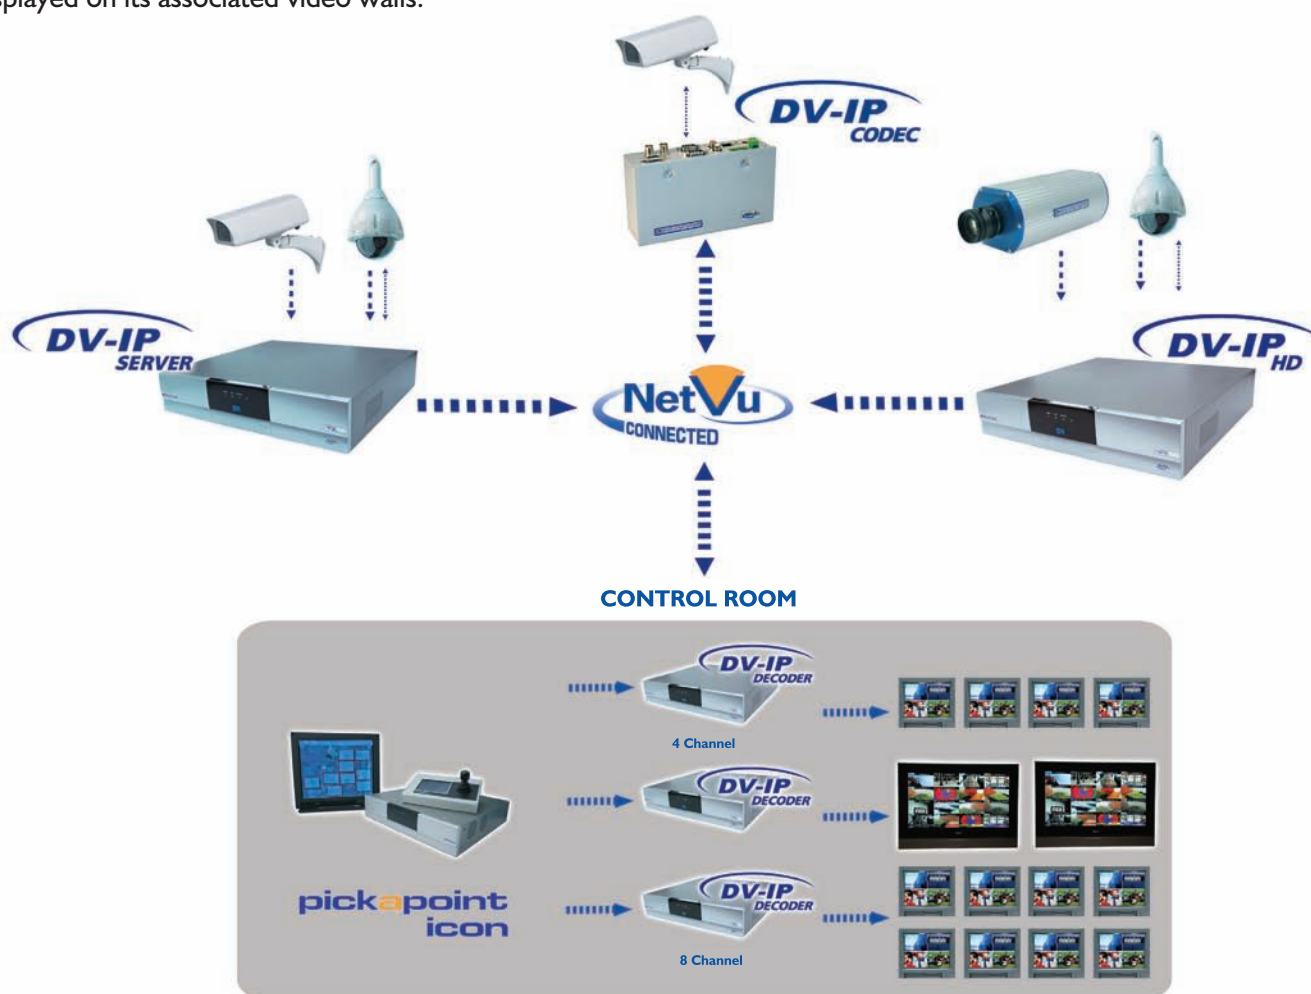 splayed on its associated video walls.
DV-IP
CODEC
DV-IP
SERVER
DV-IP
HD
NetVu
CONNECTED
CONTROL ROOM
DV-IP
DECODER
4 Channel
DV-IP
DECODER
pickapoint
icon
DV-IP
DECODER
8 Channel